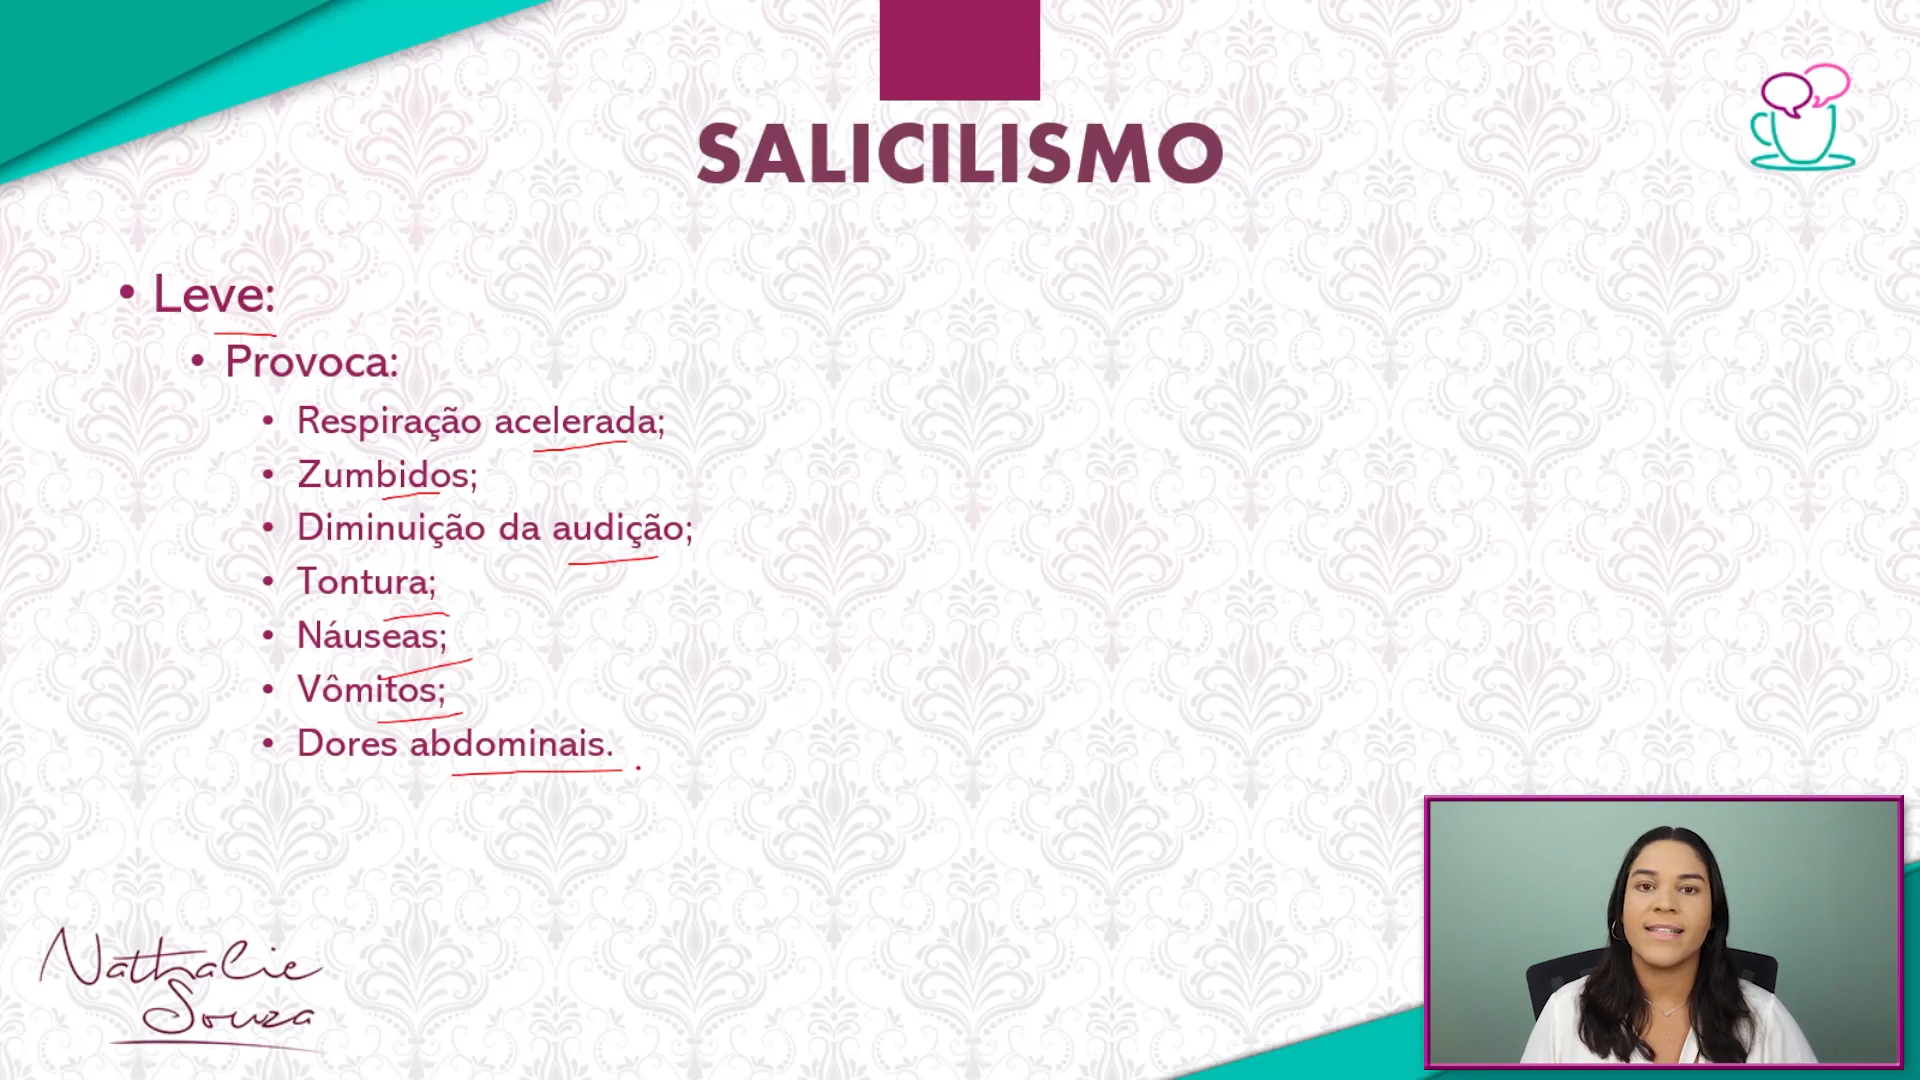 SALICILISMO
• Leve:
• Provoca:
• Respiração acelerada;
• Zumbidos;
• Diminuição da audição;
• Tontura;
• Náuseas;
• Vômitos;
• Dores abdominais.
Nathalie
Souza